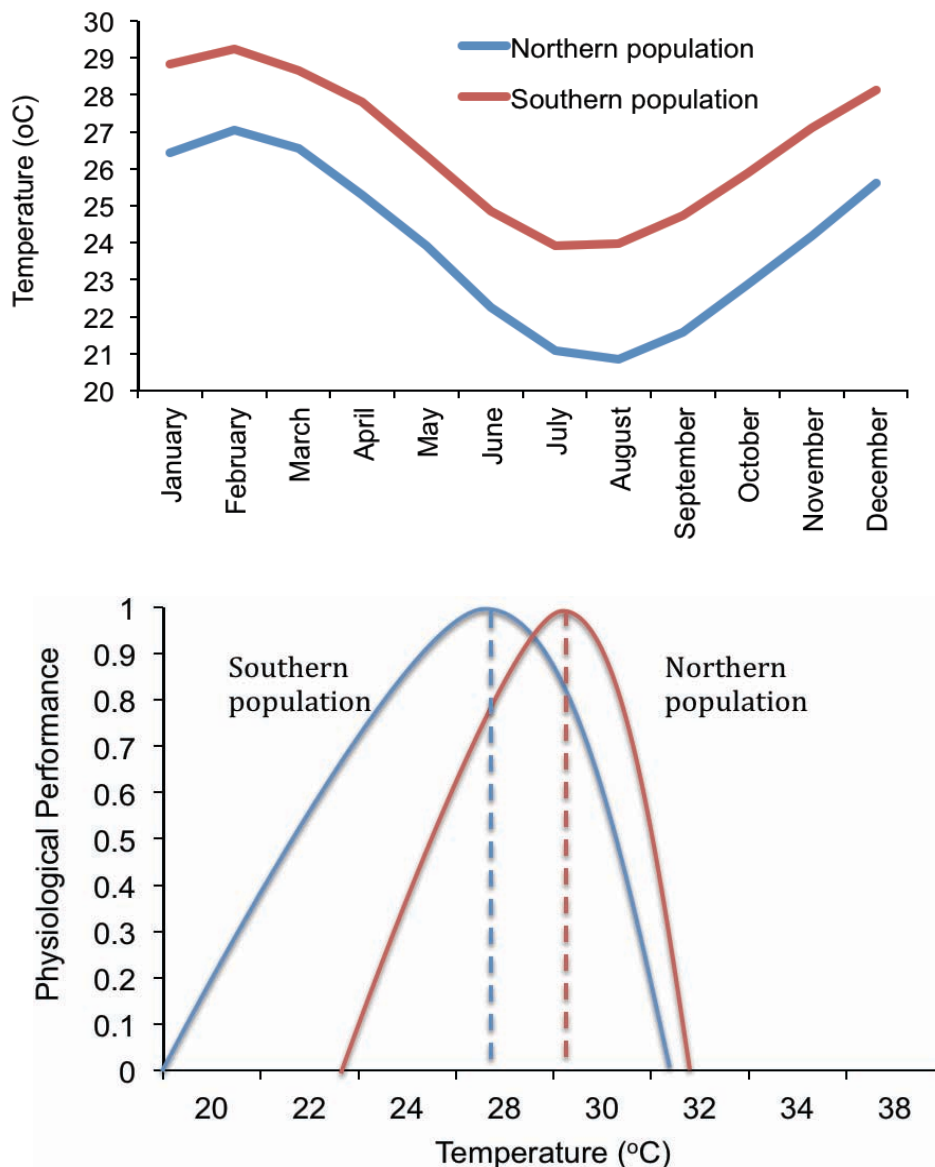 30
29
28
27
26
25
24
23
22
21
20
Temperature (oC)
Northern population
Southern population
January
February
March
April
May
June
July
August
September
October
November
December
1
0.9
0.8
0.7
0.6
0.5
0.4
0.3
0.2
0.1
0
Physiological Performance
Southern
population
Northern
population
20 22 24 28 30 32 34 38
Temperature (°C)